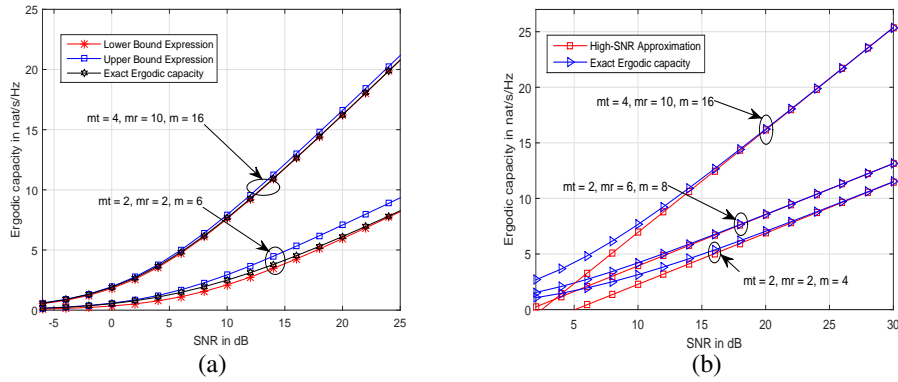 25
20
15
10
5
0
Ergodic capacity in nat/s/Hz
Lower Bound Expression
Upper Bound Expression
Exact Ergodic capacity
mt = 4, mr = 10, m = 16
mt = 2, mr = 2, m = 6
-5 0 5 10 15 20 25
SNR in dB
(a)
30
25
20
15
10
5
0
Ergodic capacity in nat/s/Hz
High-SNR Approximation
Exact Ergodic capacity
mt = 4, mr = 10, m = 16
mt = 2, mr = 6, m = 8
mt = 2, mr = 2, m = 4
5 10 15 20 25 30
SNR in dB
(b)